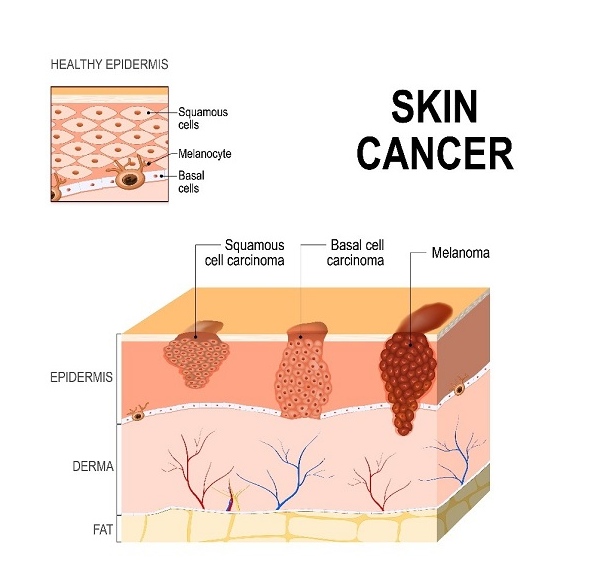 HEALTHY EPIDERMIS
Squamous
cells
Melanocyte
Basal
cells
SKIN
CANCER
Squamous
cell carcinoma
Basal cell
carcinoma
Melanoma
EPIDERMIS
DERMA
FAT